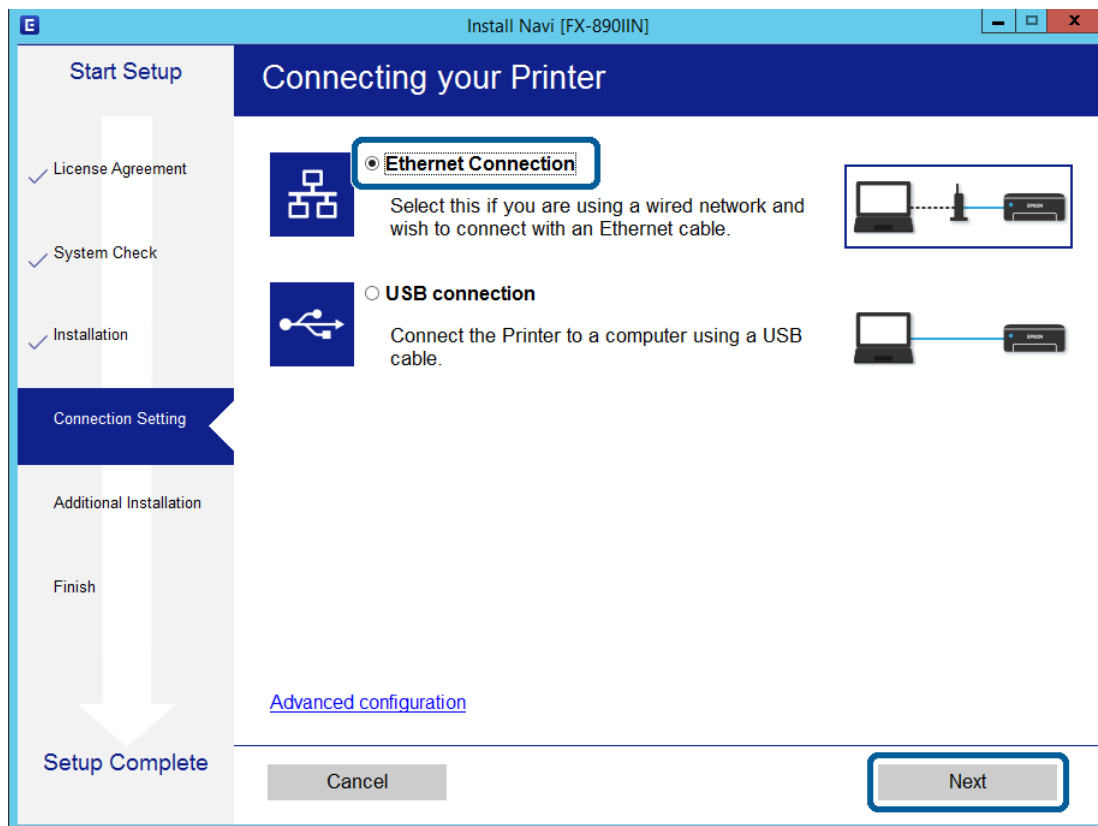 E
Install Navi [FX-890IIN]
Start Setup
Connecting your Printer
License Agreement
System Check
Installation
Connection Setting
Additional Installation
Finish
Setup Complete
Ethernet Connection
Select this if you are using a wired network and
wish to connect with an Ethernet cable.
EPSON
USB connection
Connect the Printer to a computer using a USB
cable.
EPSON
Advanced configuration
Cancel
Next